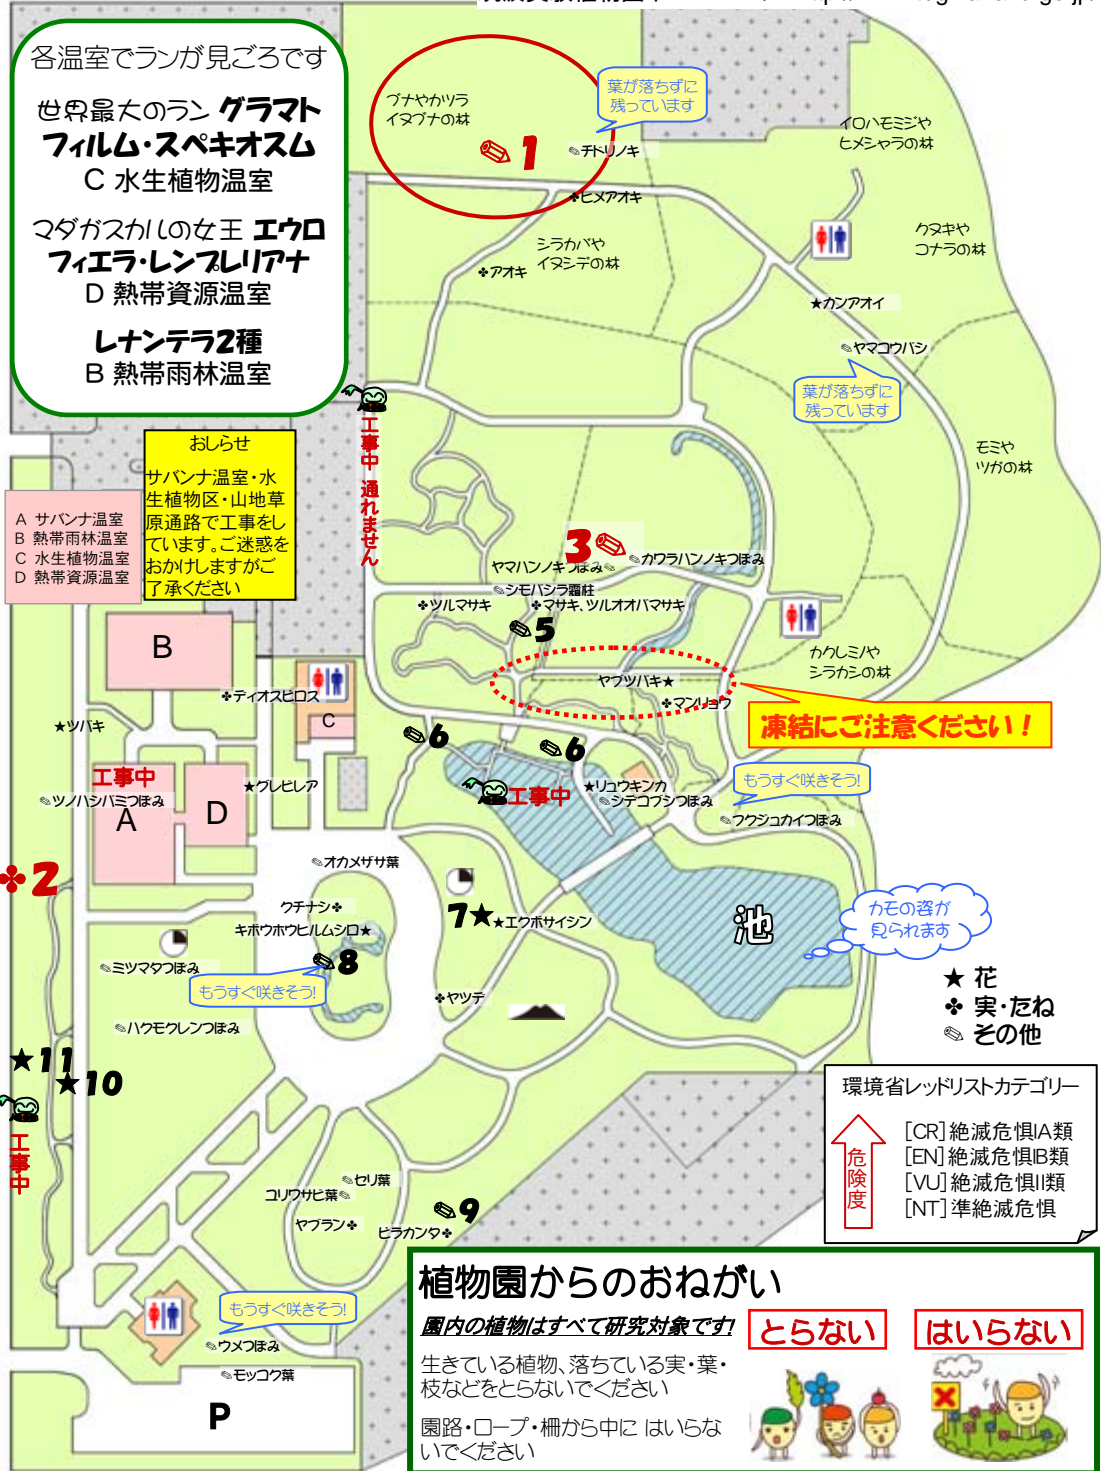 各温室でランが見ごろです
世界最大のラン グラマト
フィルム・スペキオスム
C 水生植物温室
マダガスカルの女王 エウロ
フィエラ・レンプレリアナ
D 熱帯資源温室
レナンテラ2種
B 熱帯雨林温室
ブナやカツラ
イヌブナの林
葉が落ちずに
残っています
1
チドリノキ
イロハモミジや
ヒメシャラの林
ヒメアオキ
シラカバや
イヌシデの林
アオキ
クヌギや
コナラの林
★カンアオイ
ヤマコウバシ
葉が落ちずに
残っています
モミや
ツガの林
工事中 通れません
おしらせ
サバンナ温室・水
生植物区・山地草
原通路で工事をし
ています。ご迷惑を
おかけしますがご
了承ください
A サバンナ温室
B 熱帯雨林温室
C 水生植物温室
D 熱帯資源温室
3
カワラハンノキつぼみ
ヤマハンノキつぼみ
シモバシラ霜柱
ツルマサキ
マサキ、ツルオオバマサキ
5
カクレミノや
シラカシの林
ヤブツバキ★
マンリョウ
凍結にご注意ください！
B
ディオスピロス
C
★ツバキ
6
6
工事中
ツノハシバミつぼみ
A
D
★グレビレア
工事中
★リュウキンカ
シデコブシつぼみ
もうすぐ咲きそう!
フクジュカイつぼみ
2
オカメザサ葉
クチナシ
キボウホウヒルムシロ★
7★
★エクボサイシン
池
カモの姿が
見られます
8
ミツマタつぼみ
もうすぐ咲きそう!
ヤツデ
ハクモクレンつぼみ
★ 花
実・たね
その他
★11
★10
工事中
環境省レッドリストカテゴリー
危険度
[CR]絶滅危惧IA類
[EN]絶滅危惧IB類
[VU]絶滅危惧II類
[NT]準絶滅危惧
セリ葉
コリワサビ葉
ヤブラン
ピラカンタ
9
もうすぐ咲きそう!
ウメつぼみ
モッコク葉
P
植物園からのおねがい
園内の植物はすべて研究対象です!
生きている植物、落ちている実・葉・
枝などをとらないでください
園路・ロープ・柵から中に はいらな
いでください
とらない
はいらない